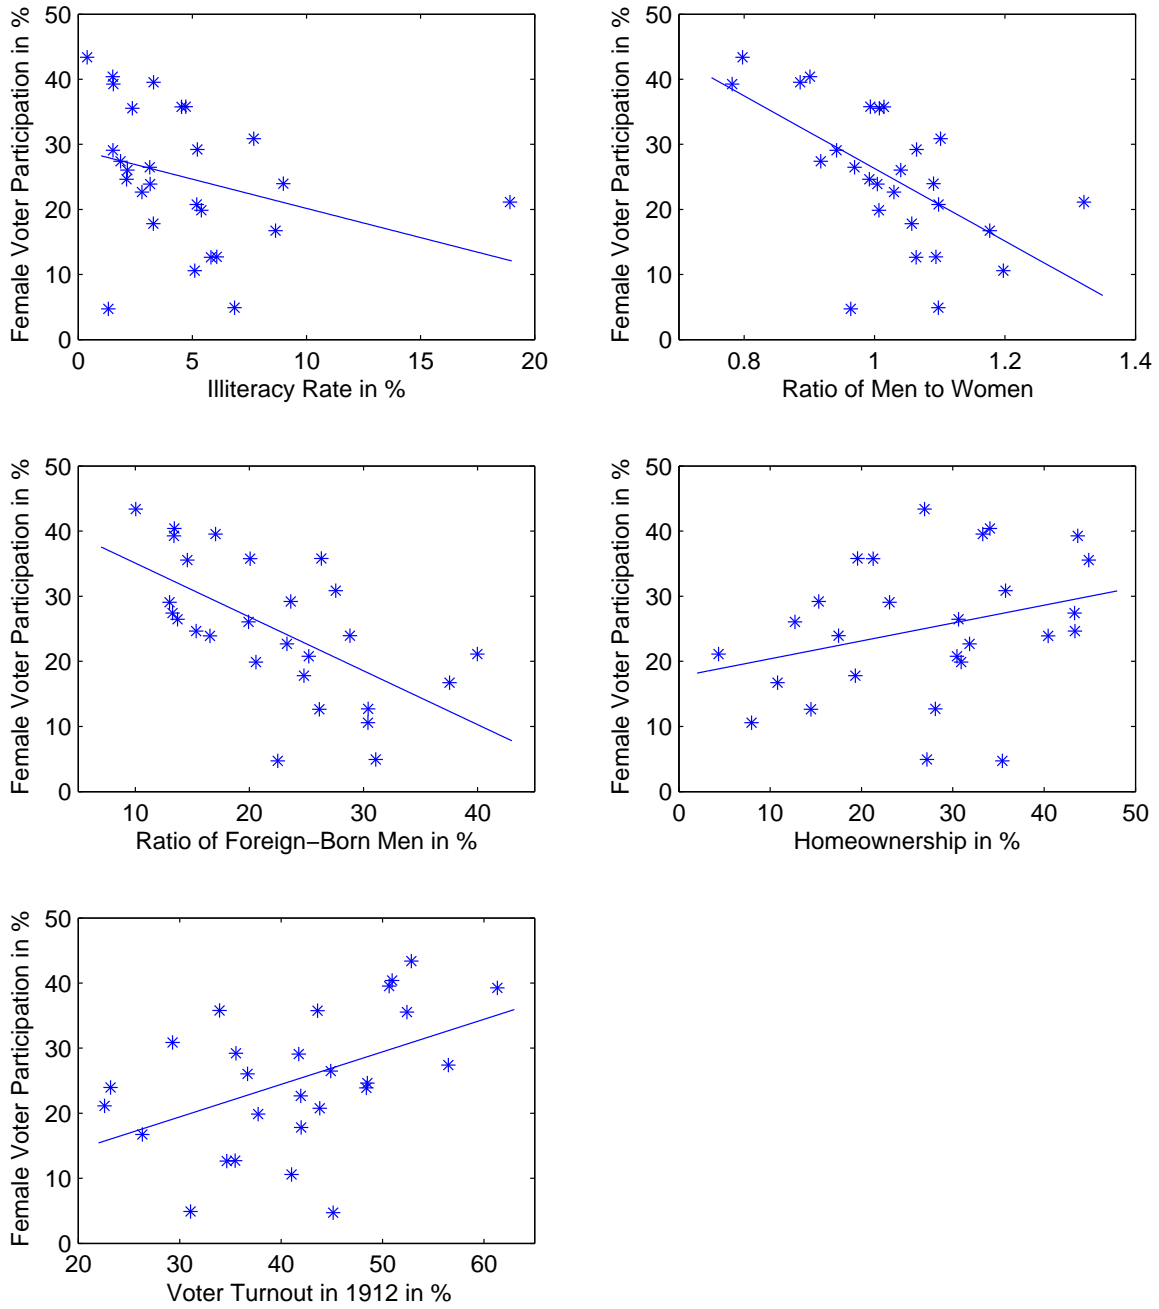 Female Voter Participation in %
50
40
30
20
10
0
0 5 10 15 20
Illiteracy Rate in %
Female Voter Participation in %
50
40
30
20
10
0
0.8 1 1.2 1.4
Ratio of Men to Women
Female Voter Participation in %
50
40
30
20
10
0
10 20 30 40
Ratio of Foreign−Born Men in %
Female Voter Participation in %
50
40
30
20
10
0
0 10 20 30 40 50
Homeownership in %
Female Voter Participation in %
50
40
30
20
10
0
20 30 40 50 60
Voter Turnout in 1912 in %